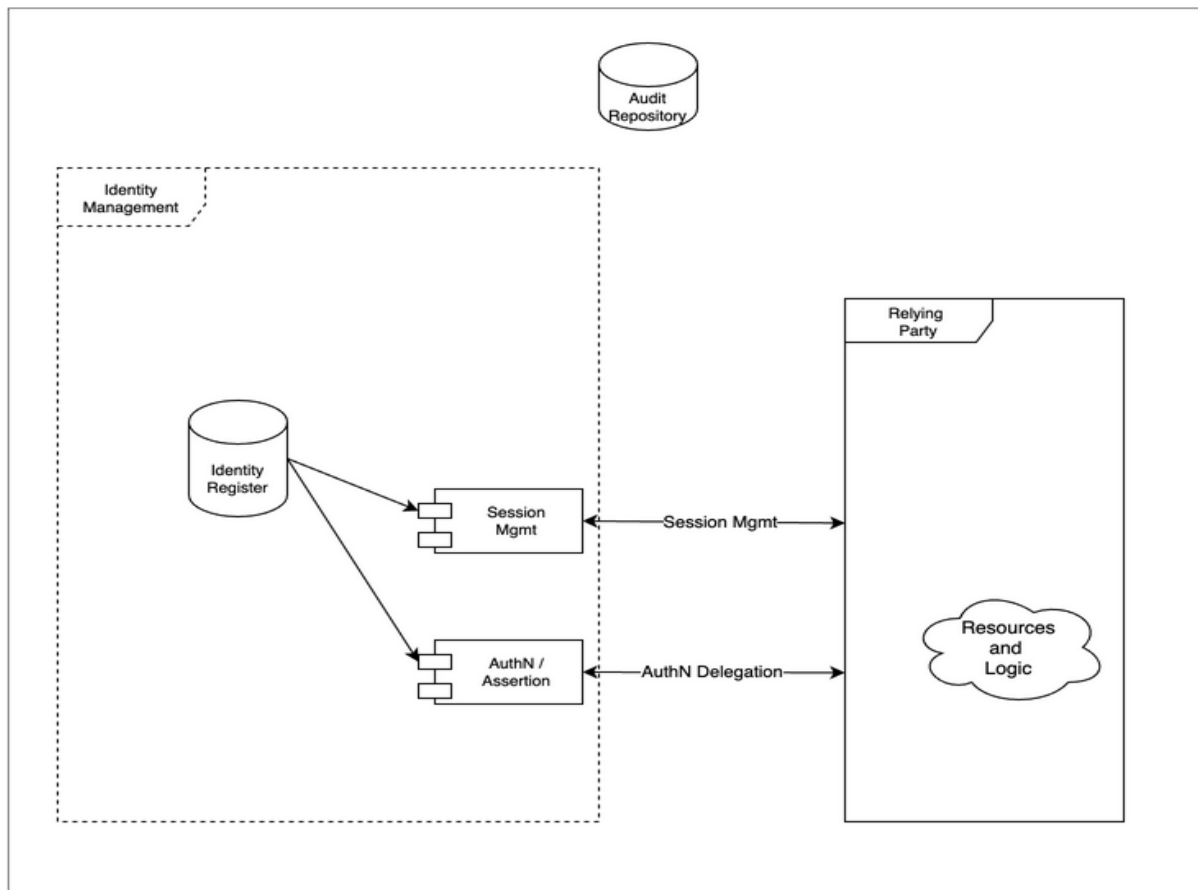 Audit
Repository
Identity
Management
Relying
Party
Identity
Register
Session
Mgmt
Session Mgmt
AuthN /
Assertion
AuthN Delegation
Resources
and
Logic